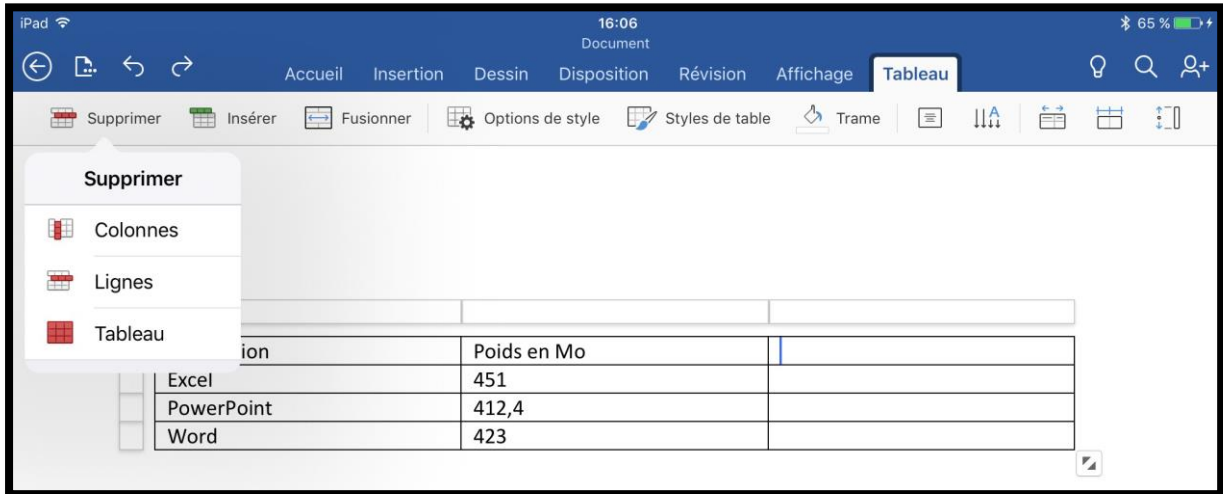 iPad 16:06 65 %
Document
Accueil Insertion Dessin Disposition Révision Affichage Tableau
Supprimer Insérer Fusionner Options de style Styles de table Trame
Supprimer
Colonnes
Lignes
Tableau
ion Poids en Mo
Excel 451
PowerPoint 412,4
Word 423